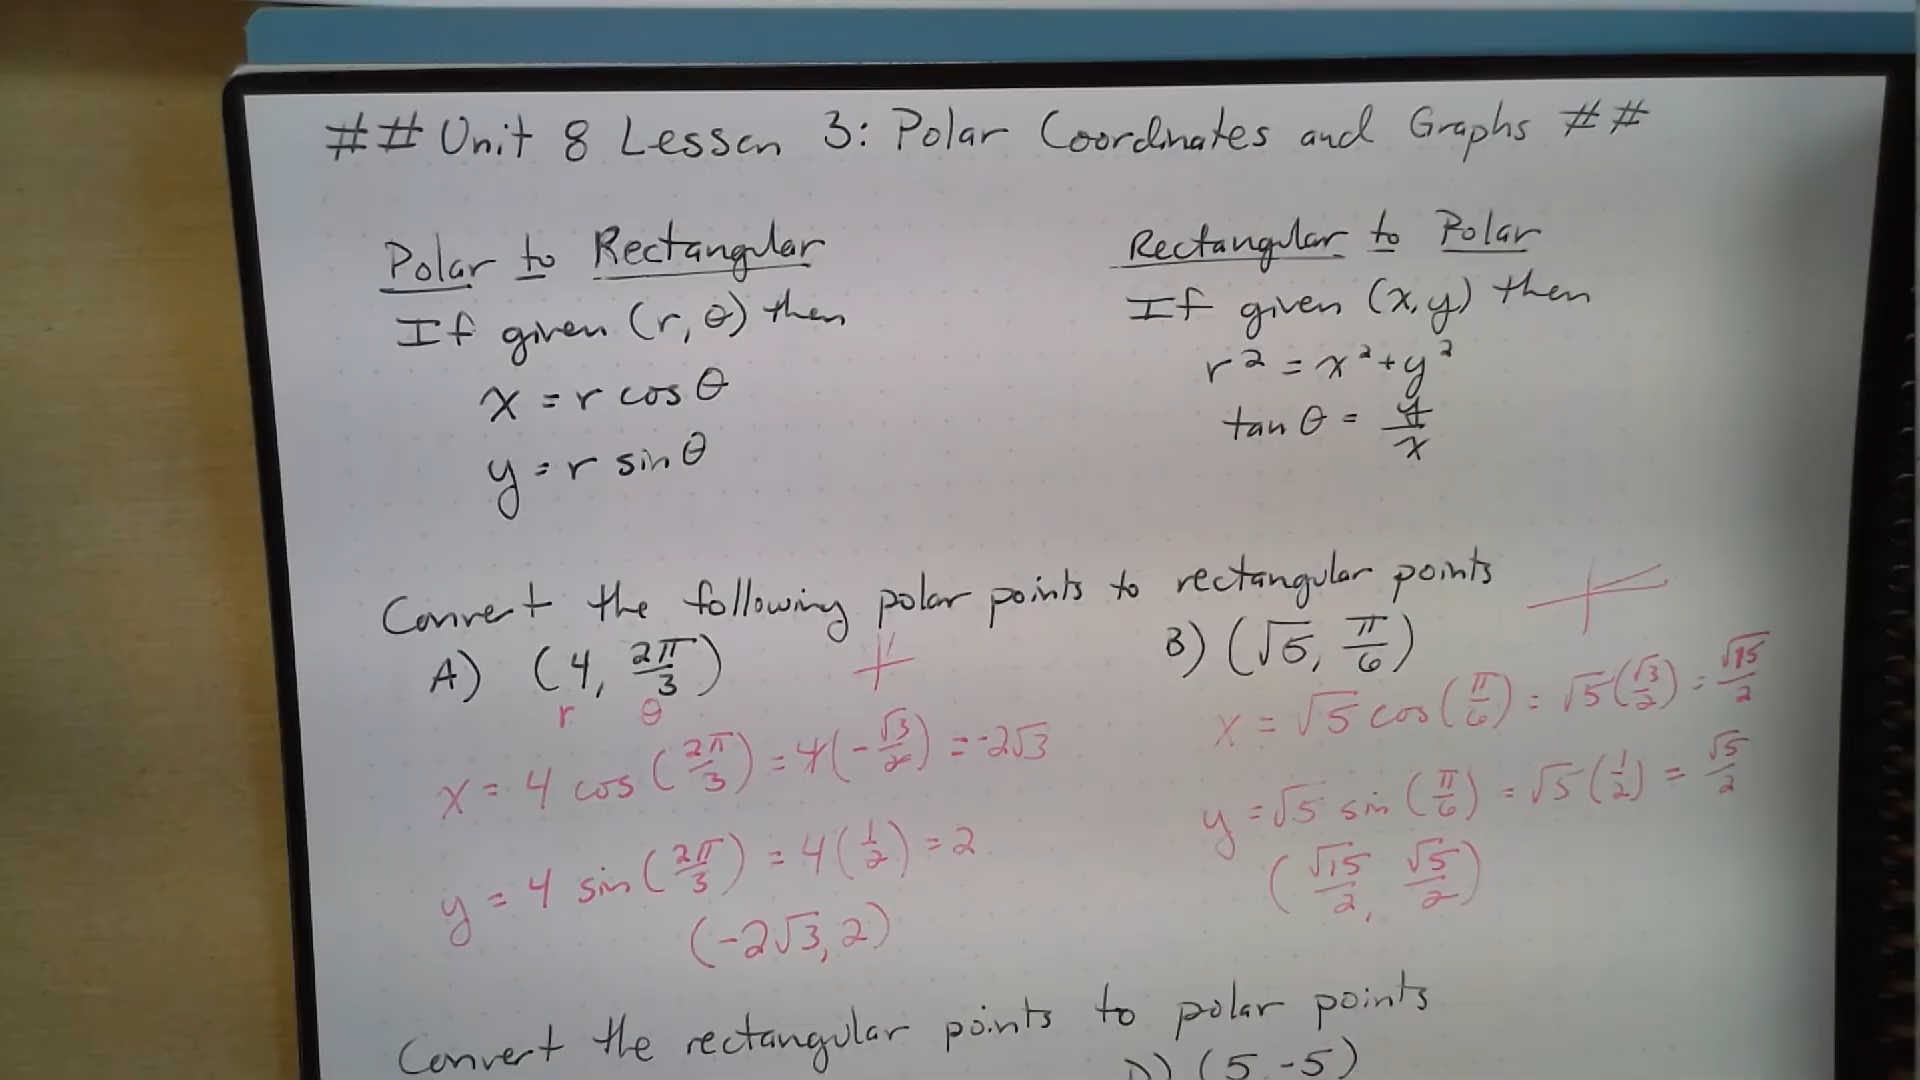 ## Unit 8 Lesson 3: Polar Coordinates and Graphs ##
Polar to Rectangular
If given (r, θ) then
x = r cos θ
y = r sin θ
Rectangular to Polar
If given (x, y) then
r² = x² + y²
tan θ = y/x
Convert the following polar points to rectangular points
A) (4, 2π/3)
r θ
x = 4 cos (2π/3) = 4(-√3/2) = -2√3
y = 4 sin (2π/3) = 4(1/2) = 2
(-2√3, 2)
B) (√5, π/6)
x = √5 cos(π/6) = √5(√3/2) = √15/2
y = √5 sin (π/6) = √5(1/2) = √5/2
(√15/2, √5/2)
Convert the rectangular points to polar points
D) (5, -5)